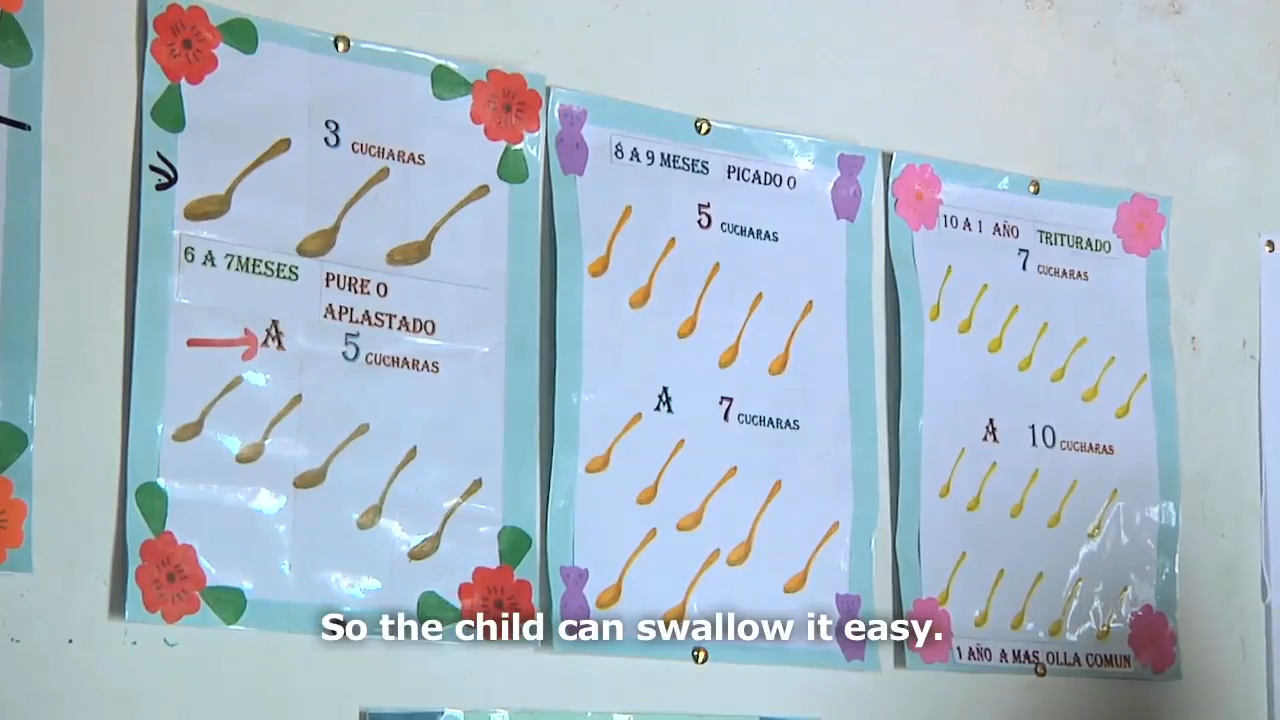 3 CUCHARAS
6 A 7MESES
PURE O
APLASTADO
A 5 CUCHARAS
8 A 9 MESES PICADO O
5 CUCHARAS
A 7 CUCHARAS
10 A 1 AÑO TRITURADO
7 CUCHARAS
A 10 CUCHARAS
1 AÑO A MAS OLLA COMUN
So the child can swallow it easy.